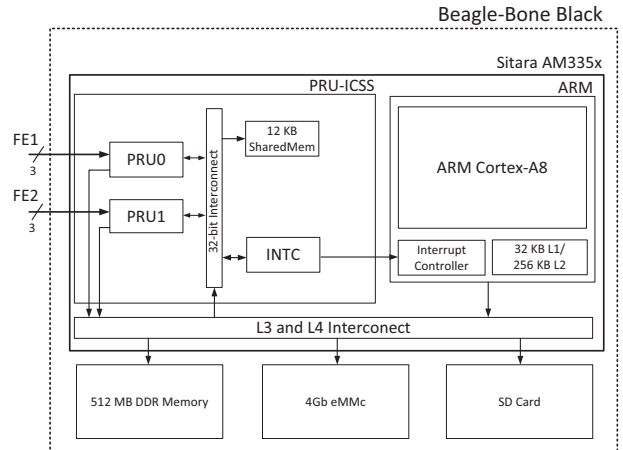 Beagle-Bone Black
Sitara AM335x
PRU-ICSS
ARM
FE1
3
PRU0
12 KB
SharedMem
ARM Cortex-A8
FE2
3
PRU1
32-bit Interconnect
INTC
Interrupt
Controller
32 KB L1/
256 KB L2
L3 and L4 Interconect
512 MB DDR Memory
4Gb eMMc
SD Card